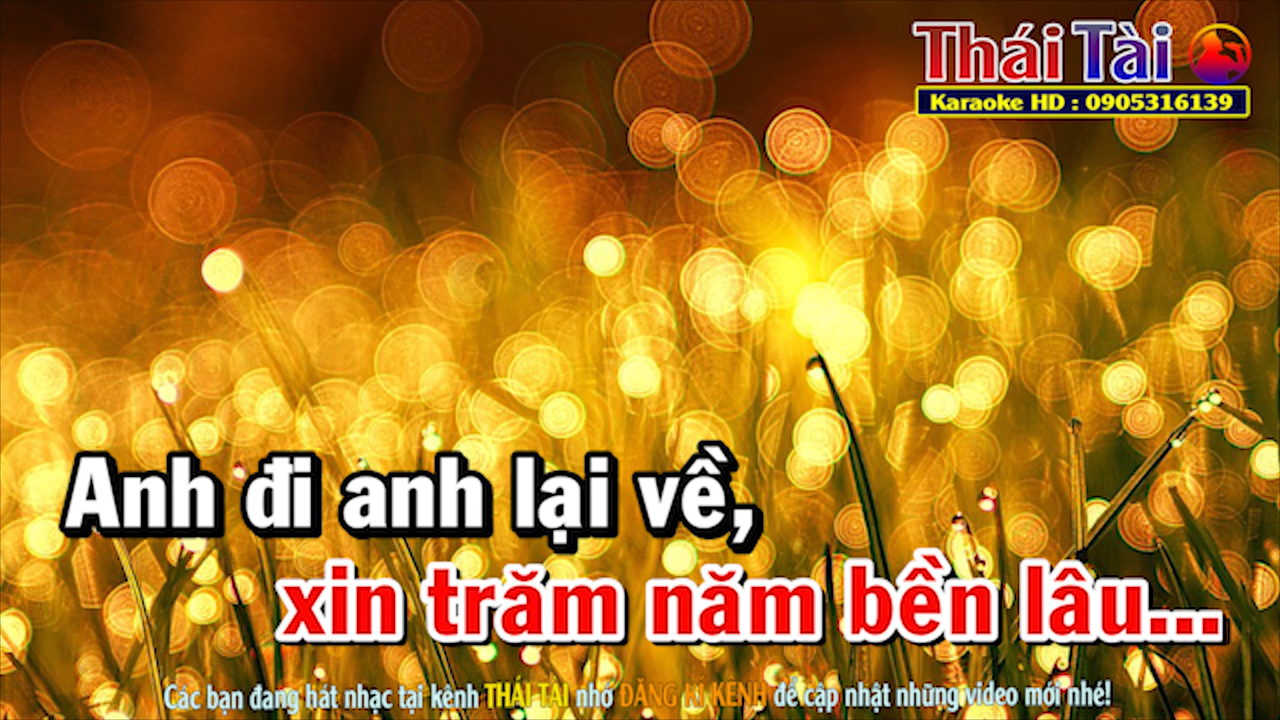 Thái Tài
Karaoke HD : 0905316139
Anh đi anh lại về,
xin trăm năm bền lâu...
Các bạn đang hát nhạc tại kênh THÁI TÀI nhớ ĐĂNG KÍ KÊNH để cập nhật những video mới nhé!